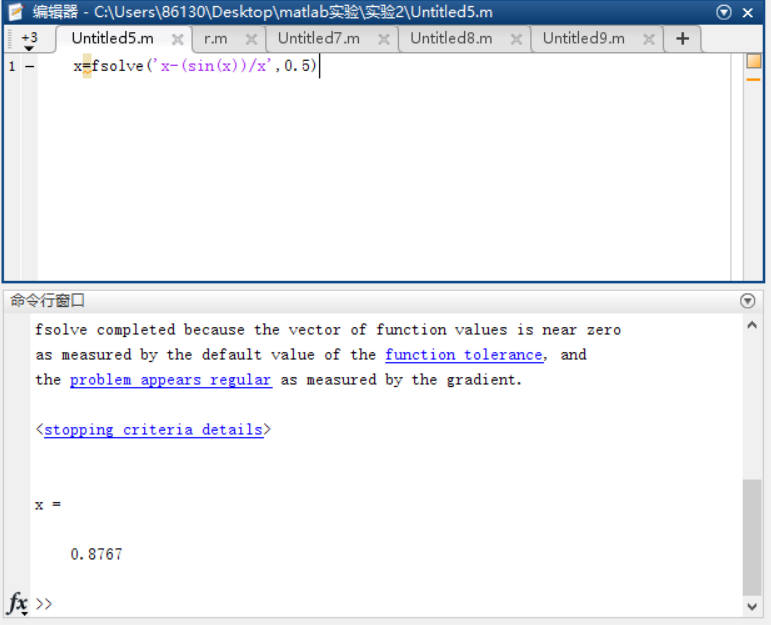 编辑器 - C:\Users\86130\Desktop\matlab实验\实验2\Untitled5.m
+3 Untitled5.m r.m Untitled7.m Untitled8.m Untitled9.m +
1 - x=fsolve('x-(sin(x))/x',0.5)
命令行窗口
fsolve completed because the vector of function values is near zero
as measured by the default value of the function tolerance, and
the problem appears regular as measured by the gradient.
<stopping criteria details>
x =
0.8767
fx >>